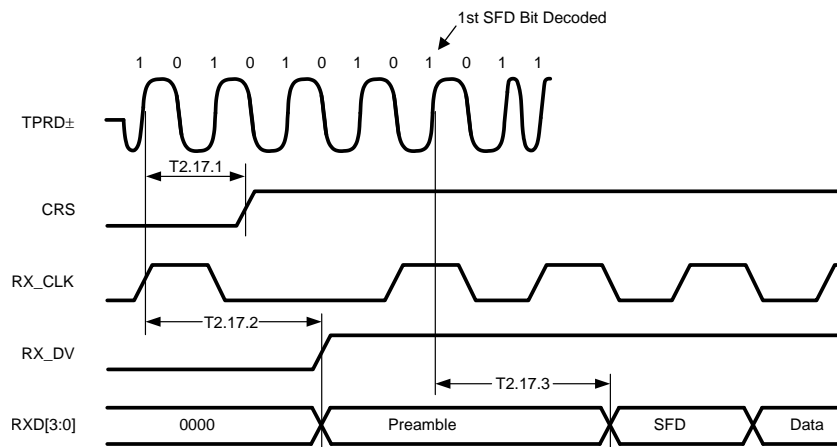 1st SFD Bit Decoded
1 0 1 0 1 0 1 0 1 0 1 1
TPRD±
T2.17.1
CRS
RX_CLK
T2.17.2
RX_DV
T2.17.3
RXD[3:0] 0000 Preamble SFD Data